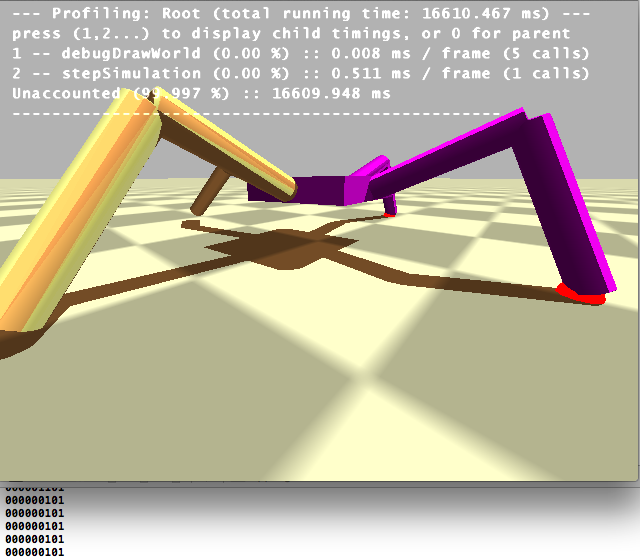 --- Profiling: Root (total running time: 16610.467 ms) ---
press (1,2...) to display child timings, or 0 for parent
1 -- debugDrawWorld (0.00 %) :: 0.008 ms / frame (5 calls)
2 -- stepSimulation (0.00 %) :: 0.511 ms / frame (1 calls)
Unaccounted (99.997 %) :: 16609.948 ms
-------------------------------------------------
000000101
000000101
000000101
000000101
000000101